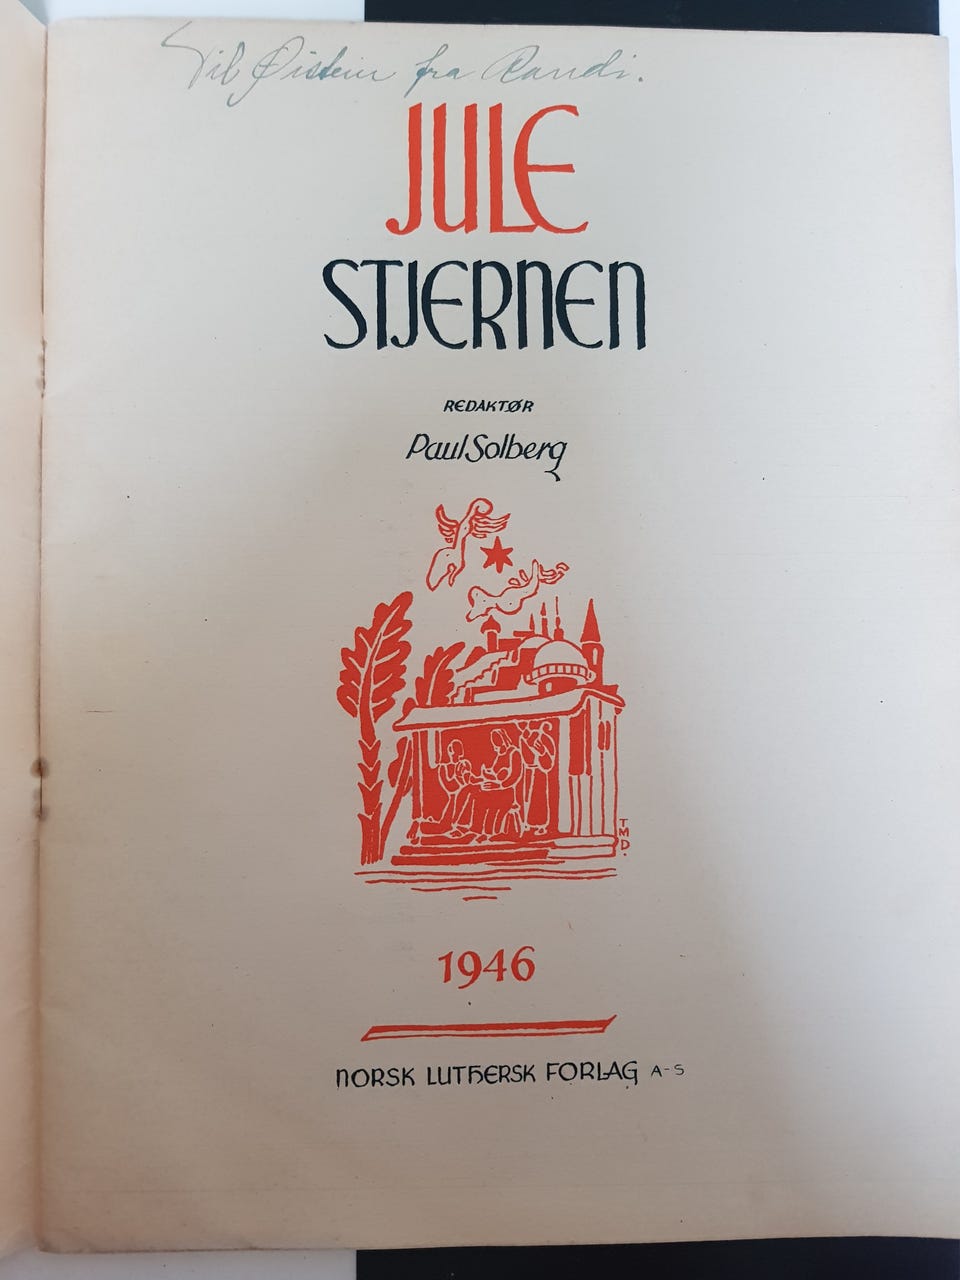 Til Øistein fra Randi.
JULE
STJERNEN
REDAKTØR
Paul Solberg
TMD.
1946
NORSK LUTHERSK FORLAG A-S